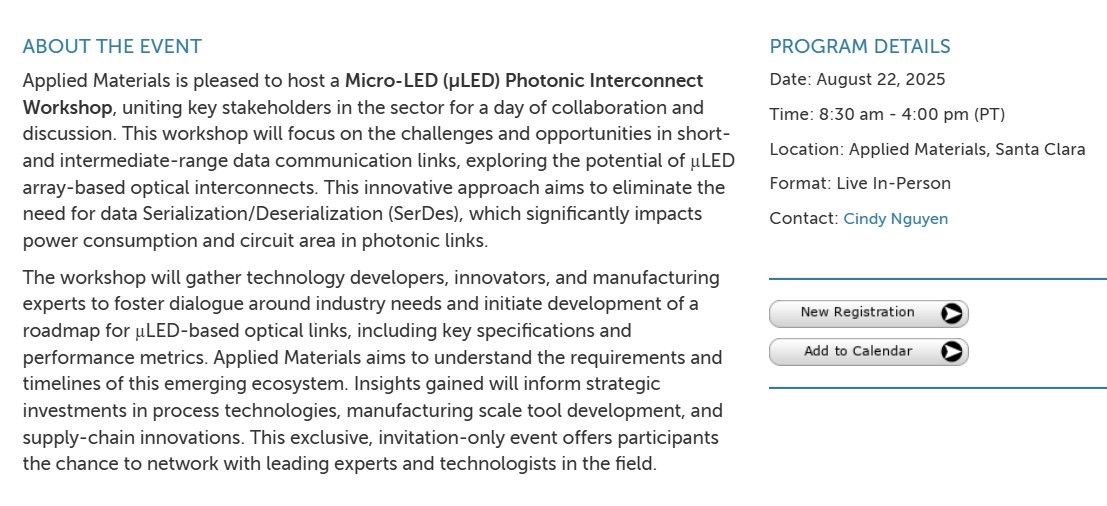 ABOUT THE EVENT
Applied Materials is pleased to host a Micro-LED (µLED) Photonic Interconnect
Workshop, uniting key stakeholders in the sector for a day of collaboration and
discussion. This workshop will focus on the challenges and opportunities in short-
and intermediate-range data communication links, exploring the potential of µLED
array-based optical interconnects. This innovative approach aims to eliminate the
need for data Serialization/Deserialization (SerDes), which significantly impacts
power consumption and circuit area in photonic links.
The workshop will gather technology developers, innovators, and manufacturing
experts to foster dialogue around industry needs and initiate development of a
roadmap for µLED-based optical links, including key specifications and
performance metrics. Applied Materials aims to understand the requirements and
timelines of this emerging ecosystem. Insights gained will inform strategic
investments in process technologies, manufacturing scale tool development, and
supply-chain innovations. This exclusive, invitation-only event offers participants
the chance to network with leading experts and technologists in the field.
PROGRAM DETAILS
Date: August 22, 2025
Time: 8:30 am - 4:00 pm (PT)
Location: Applied Materials, Santa Clara
Format: Live In-Person
Contact: Cindy Nguyen
New Registration
Add to Calendar